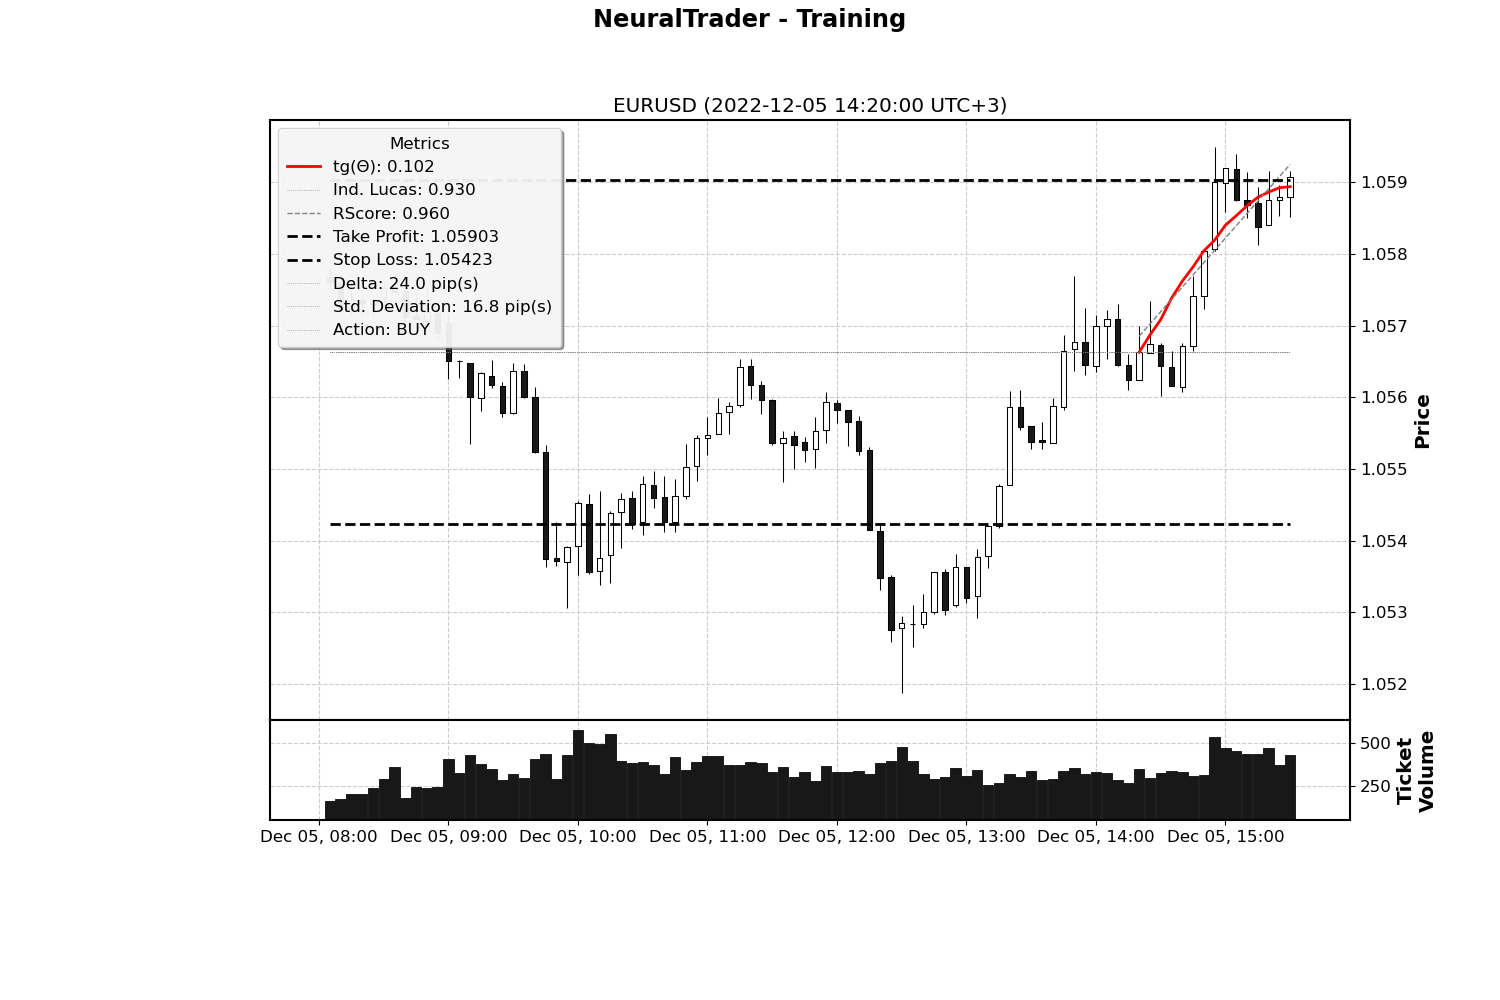 NeuralTrader - Training
EURUSD (2022-12-05 14:20:00 UTC+3)
Metrics
tg(Θ): 0.102
Ind. Lucas: 0.930
RScore: 0.960
Take Profit: 1.05903
Stop Loss: 1.05423
Delta: 24.0 pip(s)
Std. Deviation: 16.8 pip(s)
Action: BUY
1.059
1.058
1.057
1.056
1.055
1.054
1.053
1.052
Price
500
250
Ticket
Volume
Dec 05, 08:00
Dec 05, 09:00
Dec 05, 10:00
Dec 05, 11:00
Dec 05, 12:00
Dec 05, 13:00
Dec 05, 14:00
Dec 05, 15:00